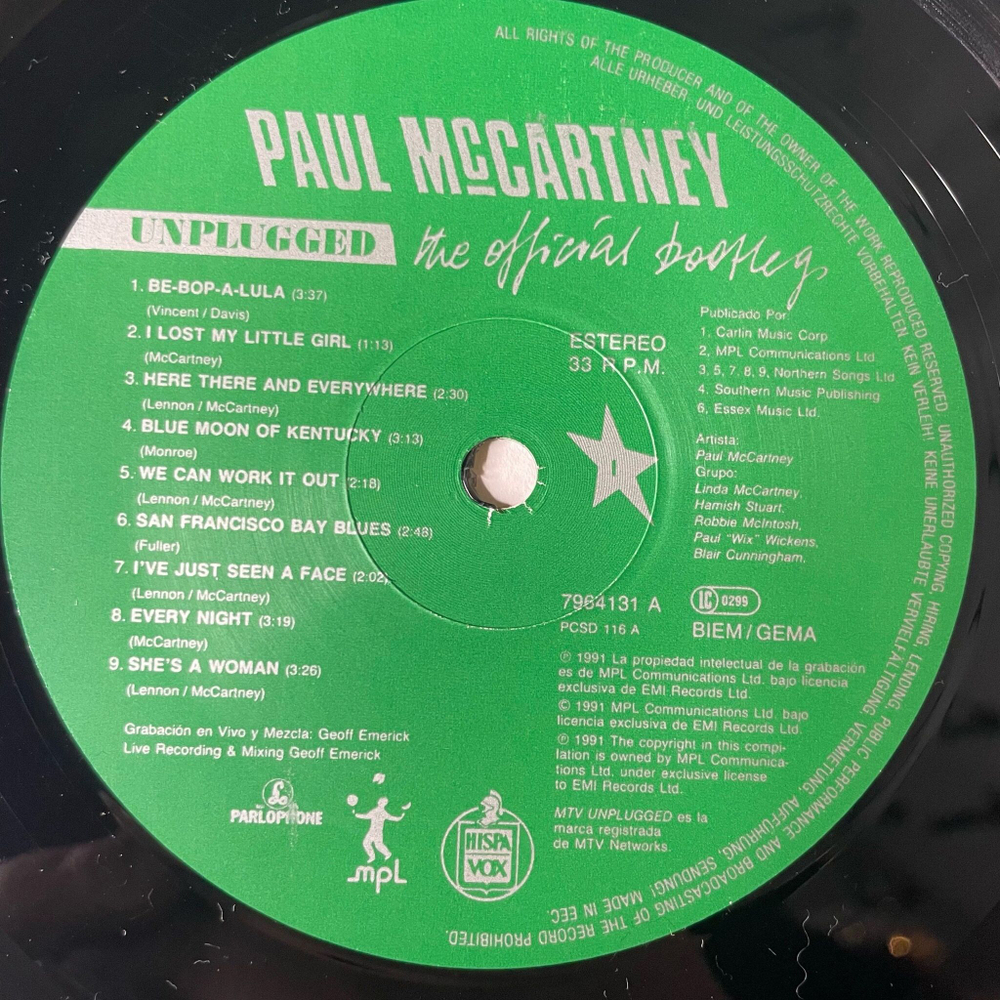 ALL RIGHTS OF THE PRODUCER AND OF THE OWNER OF THE WORK REPRODUCED RESERVED. UNAUTHORIZED COPYING, HIRING, LENDING, PUBLIC PERFORMANCE AND BROADCASTING OF THE RECORD PROHIBITED.
ALLE URHEBER, UND LEISTUNGSSCHUTZRECHTE VORBEHALTEN KEIN VERLEIH! KEINE UNERLAUBTE VERVIELFALTIGUNG, VERMIETUNG, AUFFÜHRUNG, SENDUNG! MADE IN EEC.
PAUL McCARTNEY
UNPLUGGED the official bootleg
1. BE-BOP-A-LULA (3:37)
(Vincent / Davis)
2. I LOST MY LITTLE GIRL (1:13)
(McCartney)
3. HERE THERE AND EVERYWHERE (2:30)
(Lennon / McCartney)
4. BLUE MOON OF KENTUCKY (3:13)
(Monroe)
5. WE CAN WORK IT OUT (2:18)
(Lennon / McCartney)
6. SAN FRANCISCO BAY BLUES (2:48)
(Fuller)
7. I'VE JUST SEEN A FACE (2:02)
(Lennon / McCartney)
8. EVERY NIGHT (3:19)
(McCartney)
9. SHE'S A WOMAN (3:26)
(Lennon / McCartney)
Grabación en Vivo y Mezcla: Geoff Emerick
Live Recording & Mixing Geoff Emerick
ESTEREO
33 R.P.M.
Publicado Por
1. Carlin Music Corp
2, MPL Communications Ltd.
3, 5, 7, 8, 9, Northern Songs Ltd
4. Southern Music Publishing
6, Essex Music Ltd.
Artista:
Paul McCartney
Grupo:
Linda McCartney,
Hamish Stuart,
Robbie McIntosh,
Paul "Wix" Wickens,
Blair Cunningham.
7964131 A
PCSD 116 A
LC 0299
BIEM / GEMA
℗ 1991 La propiedad intelectual de la grabación
es de MPL Communications Ltd. bajo licencia
exclusiva de EMI Records Ltd.
© 1991 MPL Communications Ltd. bajo
licencia exclusiva de EMI Records Ltd.
℗ 1991 The copyright in this compi-
lation is owned by MPL Communica-
tions Ltd. under exclusive license
to EMI Records Ltd.
MTV UNPLUGGED es la
marca registrada
de MTV Networks.
£
PARLOPHONE
mpL
HISPA
VOX